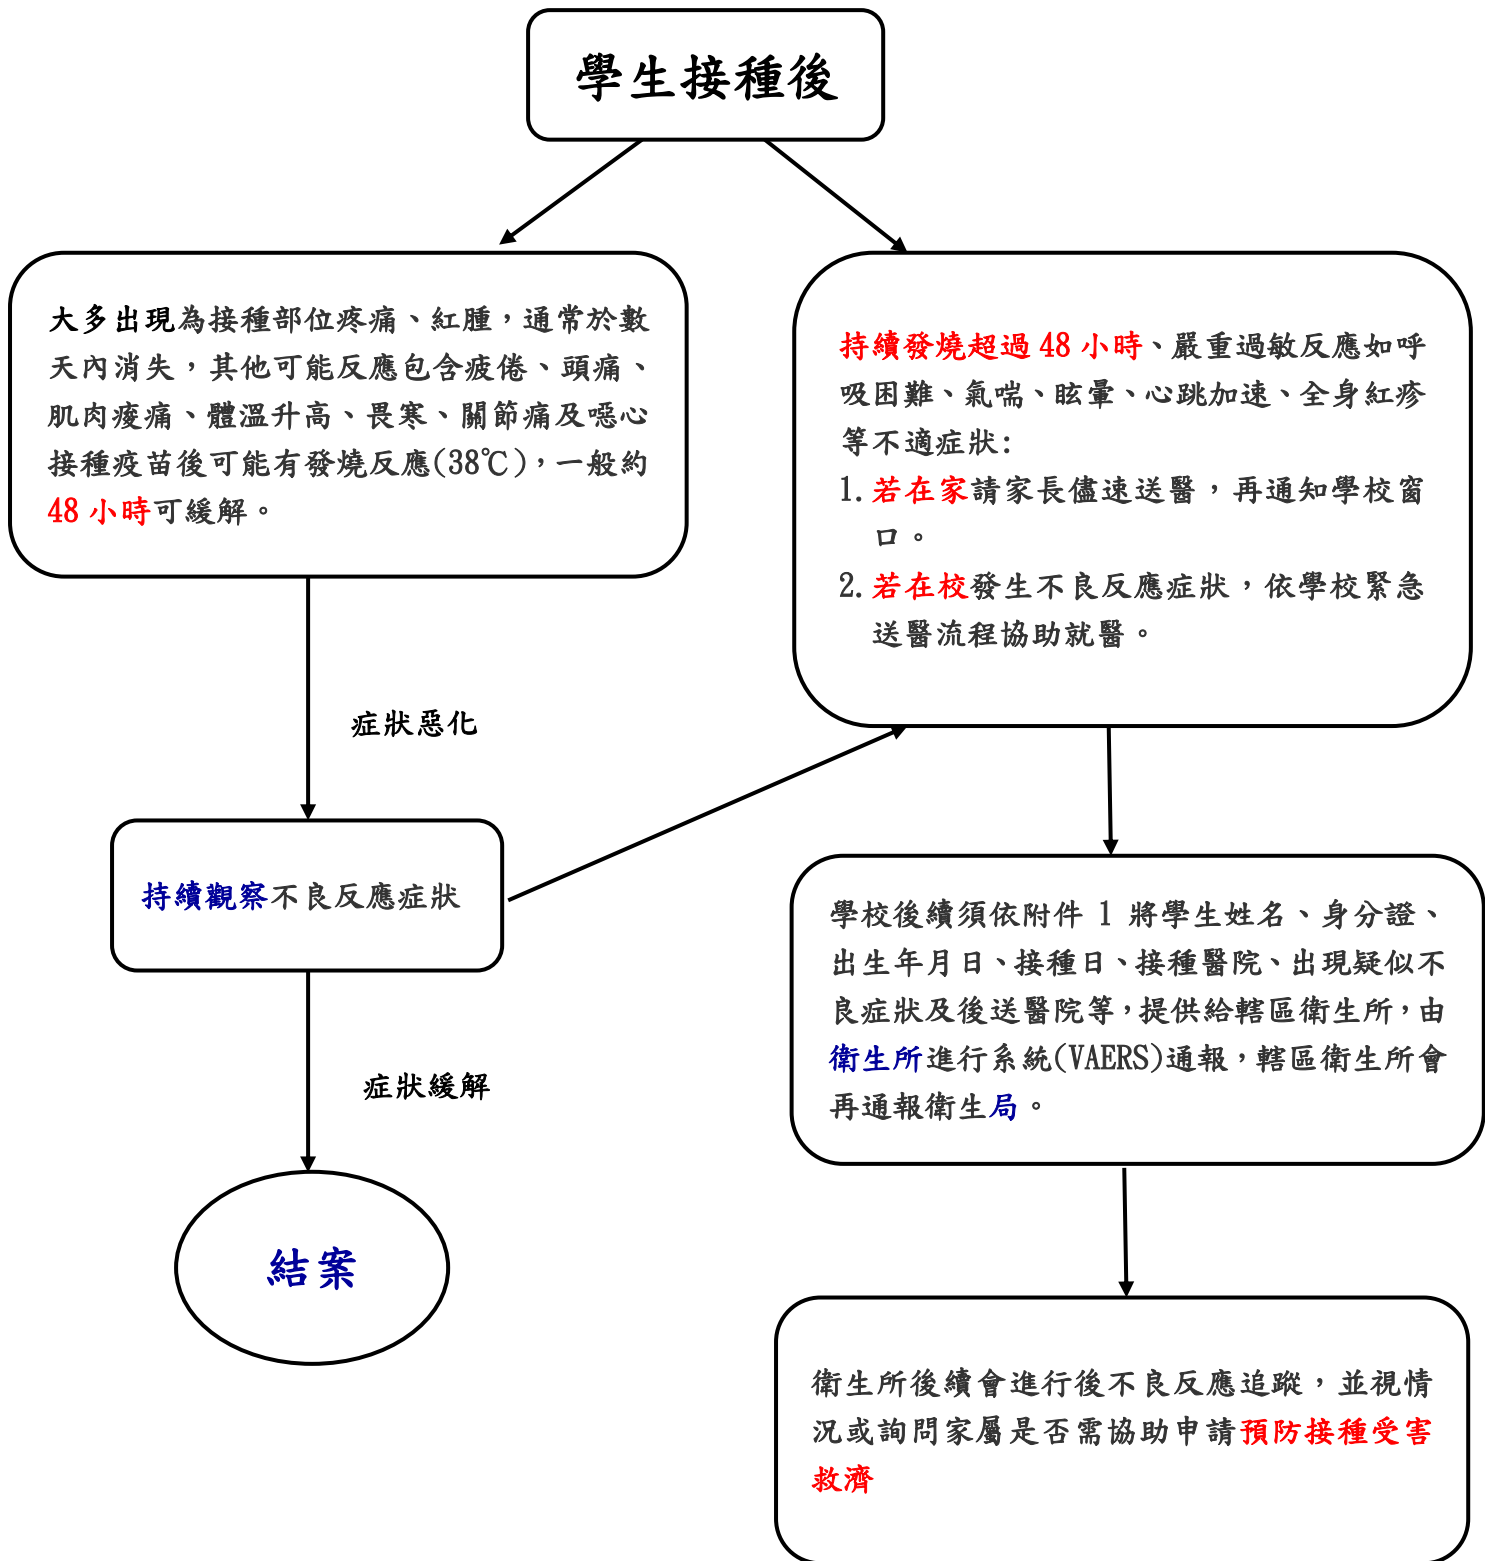 學生接種後
大多出現為接種部位疼痛、紅腫，通常於數
天內消失，其他可能反應包含疲倦、頭痛、
肌肉痠痛、體溫升高、畏寒、關節痛及噁心
接種疫苗後可能有發燒反應(38℃)，一般約
48 小時可緩解。
持續發燒超過 48 小時、嚴重過敏反應如呼
吸困難、氣喘、眩暈、心跳加速、全身紅疹
等不適症狀:
1. 若在家請家長儘速送醫，再通知學校窗
口。
2. 若在校發生不良反應症狀，依學校緊急
送醫流程協助就醫。
症狀惡化
持續觀察不良反應症狀
學校後續須依附件 1 將學生姓名、身分證、
出生年月日、接種日、接種醫院、出現疑似不
良症狀及後送醫院等，提供給轄區衛生所，由
衛生所進行系統(VAERS)通報，轄區衛生所會
再通報衛生局。
症狀緩解
結案
衛生所後續會進行後不良反應追蹤，並視情
況或詢問家屬是否需協助申請預防接種受害
救濟